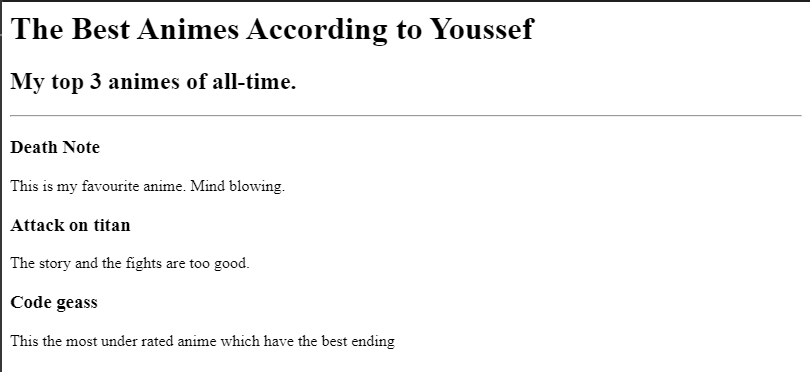 The Best Animes According to Youssef
My top 3 animes of all-time.
Death Note
This is my favourite anime. Mind blowing.
Attack on titan
The story and the fights are too good.
Code geass
This the most under rated anime which have the best ending